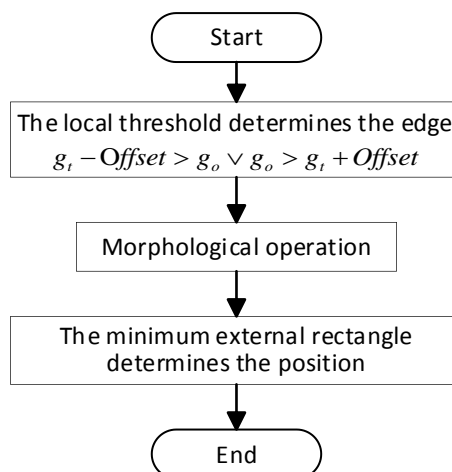 Start
The local threshold determines the edge
g_t − Offset > g_o ∨ g_o > g_t + Offset
Morphological operation
The minimum external rectangle
determines the position
End